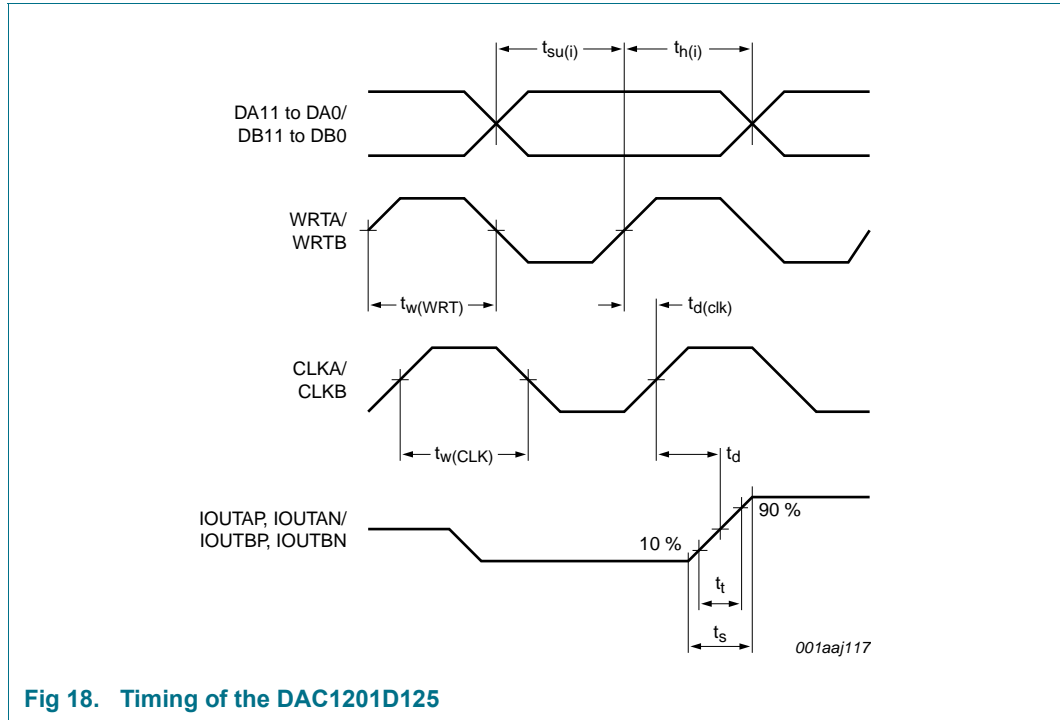 tsu(i)
th(i)
DA11 to DA0/
DB11 to DB0
WRTA/
WRTB
tw(WRT)
td(clk)
CLKA/
CLKB
tw(CLK)
td
IOUTAP, IOUTAN/
IOUTBP, IOUTBN
90 %
10 %
tt
ts
001aaj117
Fig 18. Timing of the DAC1201D125